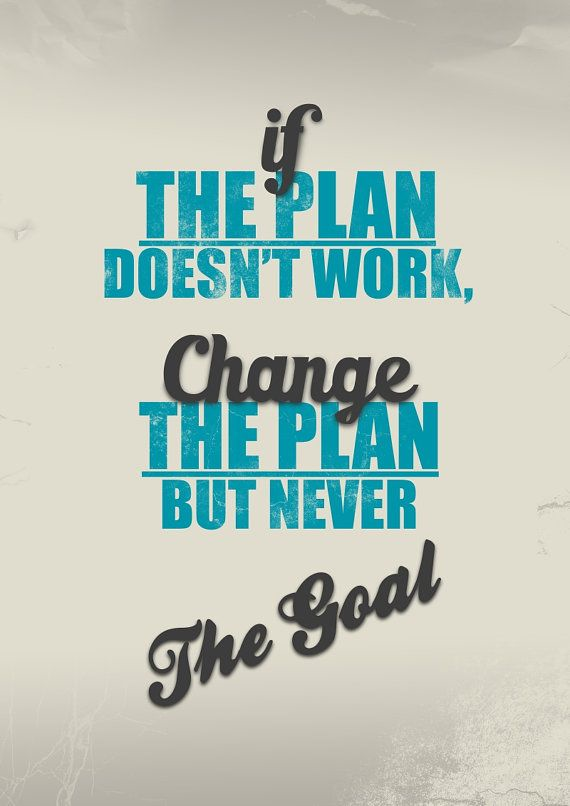 if
THE PLAN
DOESN'T WORK,
Change
THE PLAN
BUT NEVER
The Goal